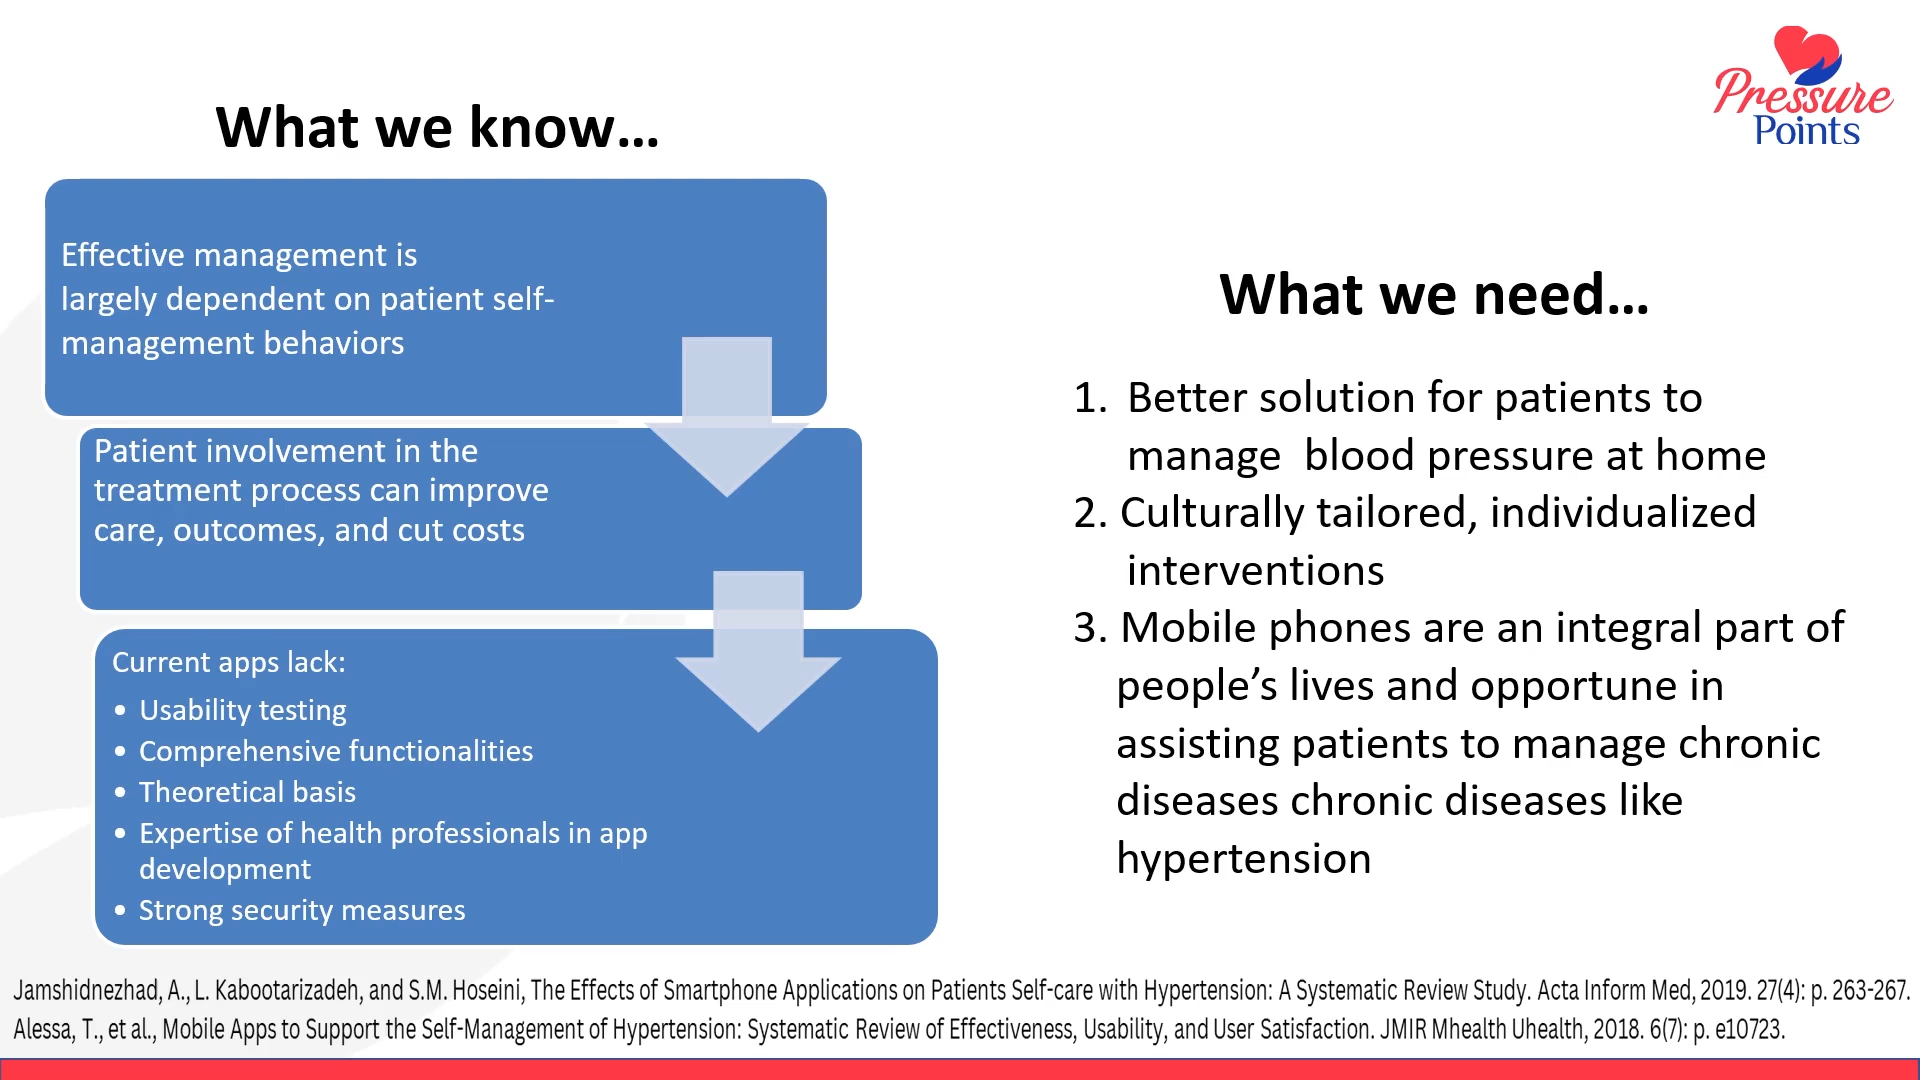 Pressure
Points
What we know...
Effective management is
largely dependent on patient self-
management behaviors
Patient involvement in the
treatment process can improve
care, outcomes, and cut costs
Current apps lack:
• Usability testing
• Comprehensive functionalities
• Theoretical basis
• Expertise of health professionals in app
development
• Strong security measures
What we need...
1. Better solution for patients to
manage  blood pressure at home
2. Culturally tailored, individualized
interventions
3. Mobile phones are an integral part of
people’s lives and opportune in
assisting patients to manage chronic
diseases chronic diseases like
hypertension
Jamshidnezhad, A., L. Kabootarizadeh, and S.M. Hoseini, The Effects of Smartphone Applications on Patients Self-care with Hypertension: A Systematic Review Study. Acta Inform Med, 2019. 27(4): p. 263-267.
Alessa, T., et al., Mobile Apps to Support the Self-Management of Hypertension: Systematic Review of Effectiveness, Usability, and User Satisfaction. JMIR Mhealth Uhealth, 2018. 6(7): p. e10723.